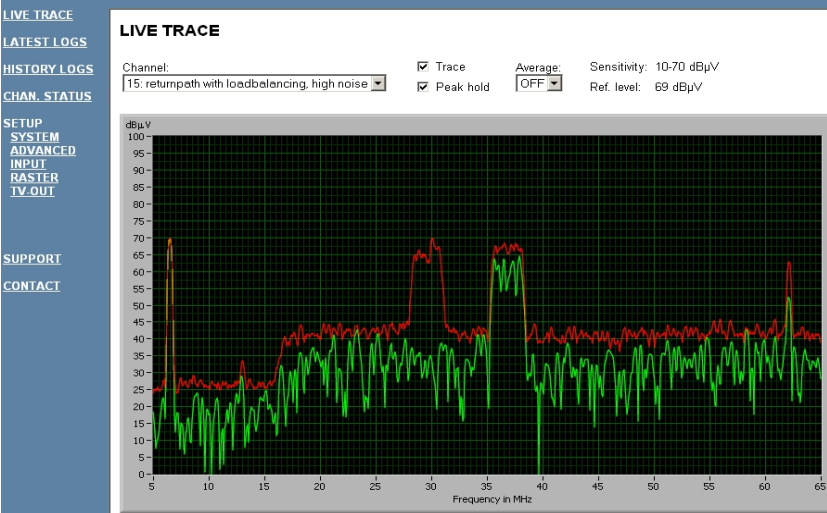 LIVE TRACE
LATEST LOGS
HISTORY LOGS
CHAN. STATUS
SETUP
SYSTEM
ADVANCED
INPUT
RASTER
TV-OUT
SUPPORT
CONTACT
LIVE TRACE
Channel:
15: returnpath with loadbalancing, high noise
Trace
Peak hold
Average:
OFF
Sensitivity: 10-70 dBµV
Ref. level: 69 dBµV
dBµV
100
95
90
85
80
75
70
65
60
55
50
45
40
35
30
25
20
15
10
5
0
5 10 15 20 25 30 35 40 45 50 55 60 65
Frequency in MHz